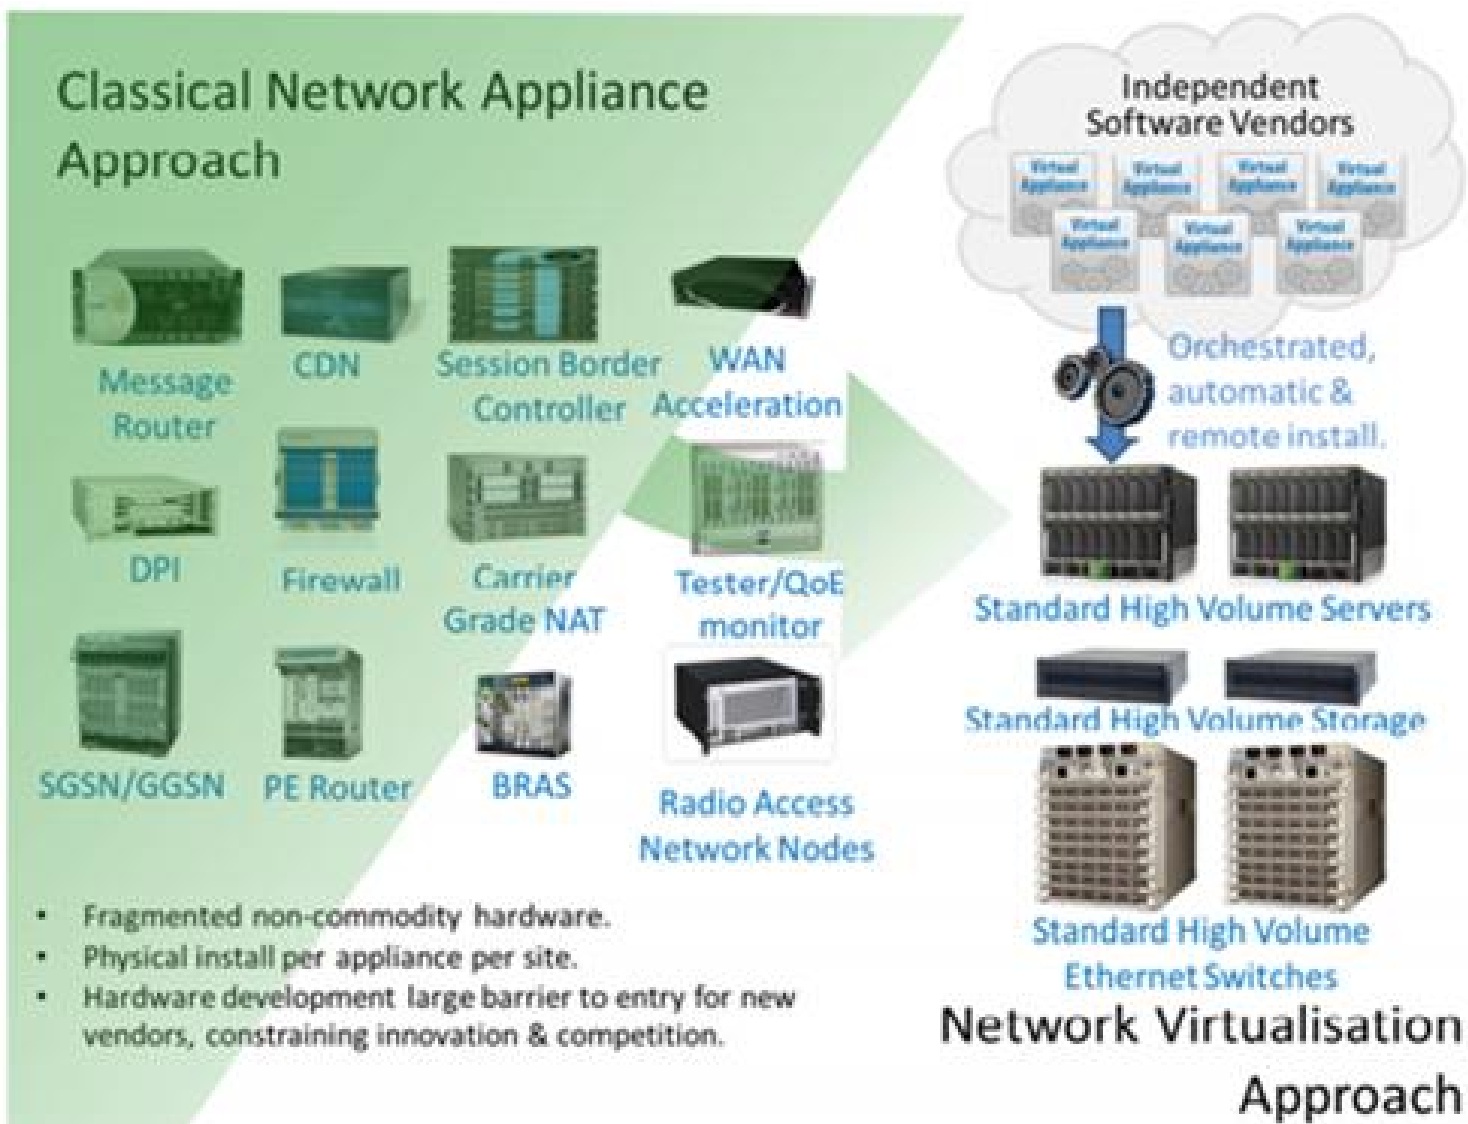 Classical Network Appliance
Approach
Message
Router
CDN
Session Border
Controller
WAN
Acceleration
DPI
Firewall
Carrier
Grade NAT
Tester/QoE
monitor
SGSN/GGSN
PE Router
BRAS
Radio Access
Network Nodes
• Fragmented non-commodity hardware.
• Physical install per appliance per site.
• Hardware development large barrier to entry for new
vendors, constraining innovation & competition.
Independent
Software Vendors
Virtual
Appliance
Virtual
Appliance
Virtual
Appliance
Virtual
Appliance
Virtual
Appliance
Virtual
Appliance
Virtual
Appliance
Orchestrated,
automatic &
remote install.
Standard High Volume Servers
Standard High Volume Storage
Standard High Volume
Ethernet Switches
Network Virtualisation
Approach